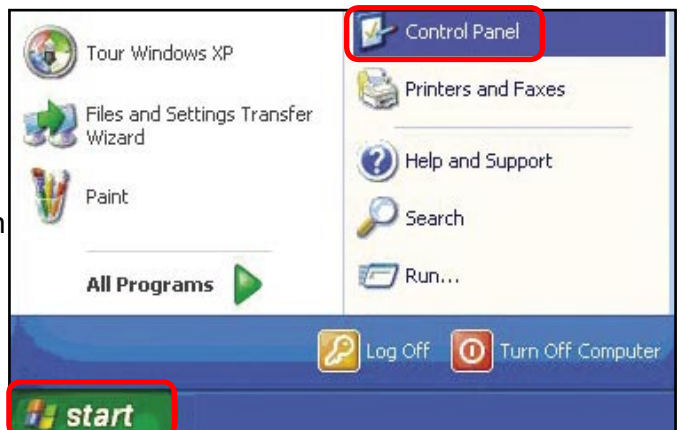 Tour Windows XP
Files and Settings Transfer
Wizard
Paint
All Programs
Control Panel
Printers and Faxes
Help and Support
Search
Run...
Log Off
Turn Off Computer
start